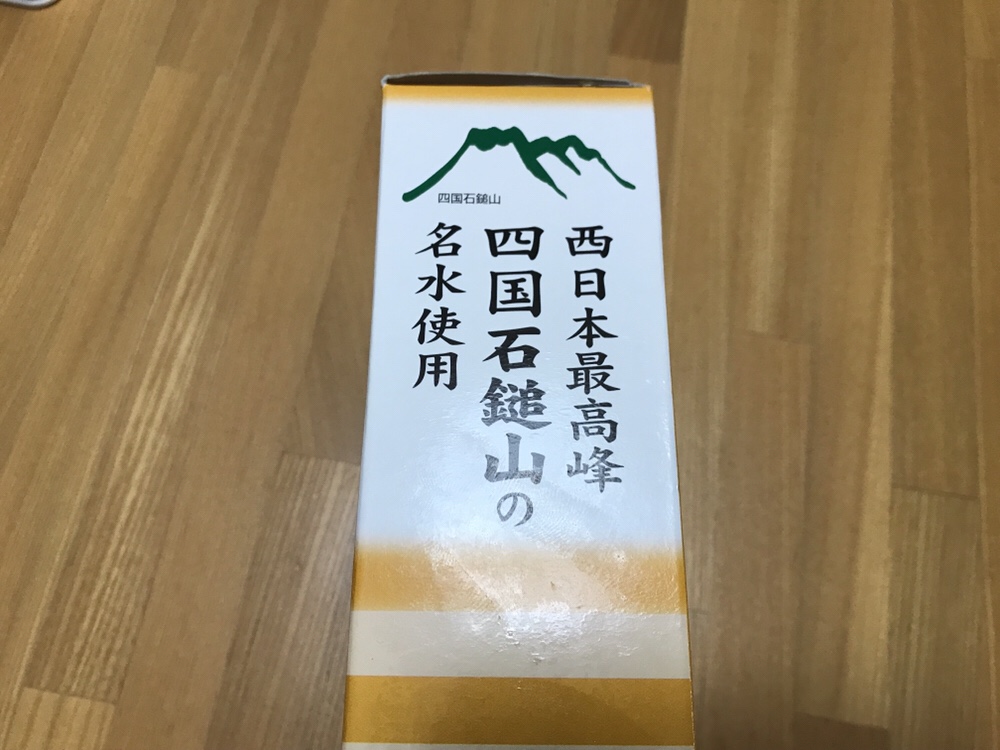 四国石鎚山
西日本最高峰
四国石鎚山の
名水使用